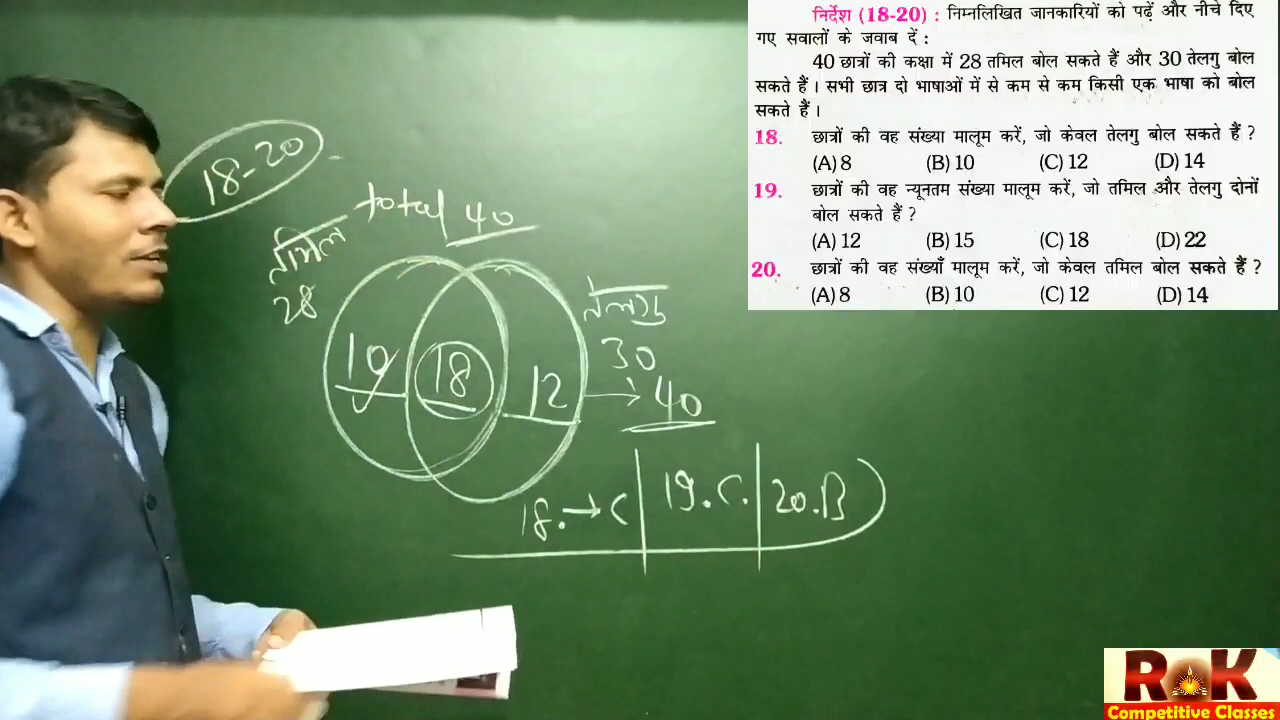 निर्देश (18-20) : निम्नलिखित जानकारियों को पढ़ें और नीचे दिए
गए सवालों के जवाब दें :
40 छात्रों की कक्षा में 28 तमिल बोल सकते हैं और 30 तेलगु बोल
सकते हैं। सभी छात्र दो भाषाओं में से कम से कम किसी एक भाषा को बोल
सकते हैं।
18. छात्रों की वह संख्या मालूम करें, जो केवल तेलगु बोल सकते हैं ?
(A) 8 (B) 10 (C) 12 (D) 14
19. छात्रों की वह न्यूनतम संख्या मालूम करें, जो तमिल और तेलगु दोनों
बोल सकते हैं ?
(A) 12 (B) 15 (C) 18 (D) 22
20. छात्रों की वह संख्याँ मालूम करें, जो केवल तमिल बोल सकते हैं ?
(A) 8 (B) 10 (C) 12 (D) 14
18-20
total 40
तमिल
28
तेलगु
30
10 18 12 → 40
18. → C | 19. C. | 20. B
ROK
Competitive Classes